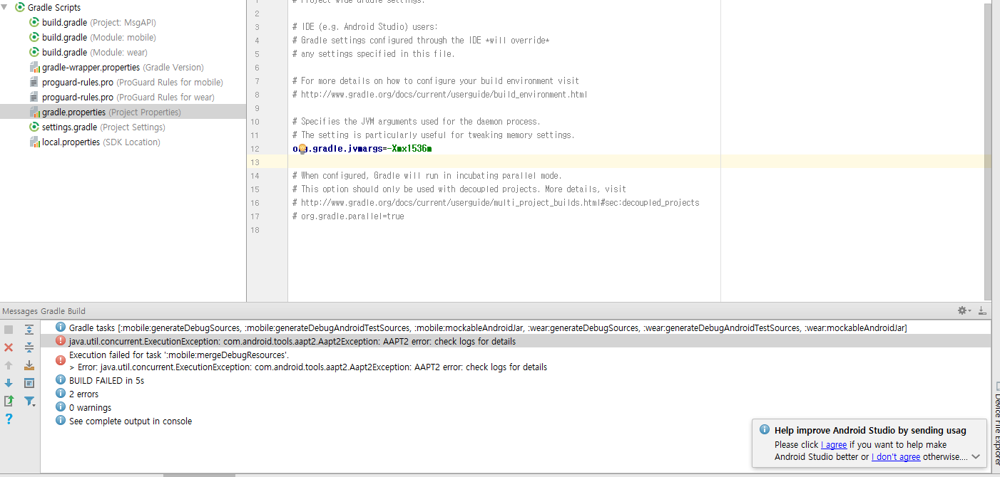 Gradle Scripts
build.gradle (Project: MsgAPI)
build.gradle (Module: mobile)
build.gradle (Module: wear)
gradle-wrapper.properties (Gradle Version)
proguard-rules.pro (ProGuard Rules for mobile)
proguard-rules.pro (ProGuard Rules for wear)
gradle.properties (Project Properties)
settings.gradle (Project Settings)
local.properties (SDK Location)
1 # Project-wide Gradle settings.
2
3 # IDE (e.g. Android Studio) users:
4 # Gradle settings configured through the IDE *will override*
5 # any settings specified in this file.
6
7 # For more details on how to configure your build environment visit
8 # http://www.gradle.org/docs/current/userguide/build_environment.html
9
10 # Specifies the JVM arguments used for the daemon process.
11 # The setting is particularly useful for tweaking memory settings.
12 org.gradle.jvmargs=-Xmx1536m
13
14 # When configured, Gradle will run in incubating parallel mode.
15 # This option should only be used with decoupled projects. More details, visit
16 # http://www.gradle.org/docs/current/userguide/multi_project_builds.html#sec:decoupled_projects
17 # org.gradle.parallel=true
18
Messages Gradle Build
Gradle tasks [:mobile:generateDebugSources, :mobile:generateDebugAndroidTestSources, :mobile:mockableAndroidJar, :wear:generateDebugSources, :wear:generateDebugAndroidTestSources, :wear:mockableAndroidJar]
java.util.concurrent.ExecutionException: com.android.tools.aapt2.Aapt2Exception: AAPT2 error: check logs for details
Execution failed for task ':mobile:mergeDebugResources'.
> Error: java.util.concurrent.ExecutionException: com.android.tools.aapt2.Aapt2Exception: AAPT2 error: check logs for details
BUILD FAILED in 5s
2 errors
0 warnings
See complete output in console
Help improve Android Studio by sending usag
Please click I agree if you want to help make
Android Studio better or I don't agree otherwise....
Device File Explorer